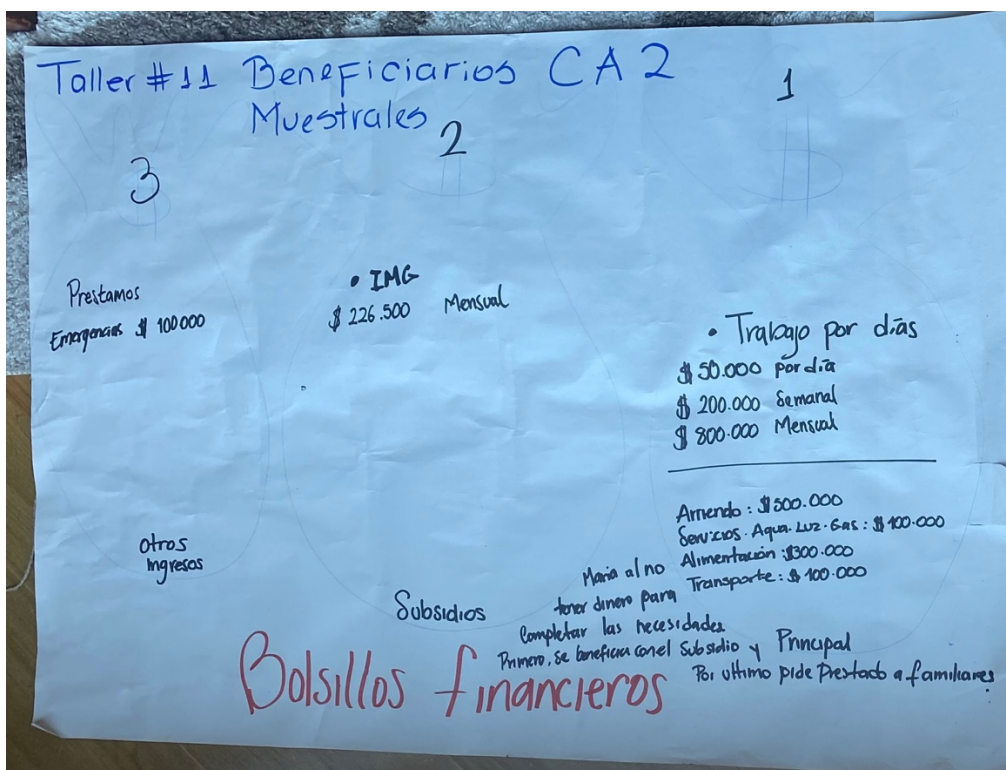 Taller #11 Beneficiarios CA 2
Muestrales
3
Prestamos
Emergencias $ 100000
Otros
Ingresos
2
• IMG
$ 226.500 Mensual
Subsidios
1
• Trabajo por días
$ 50.000 por día
$ 200.000 Semanal
$ 800.000 Mensual
Arriendo: $500.000
Servicios. Agua. Luz. Gas: $ 100.000
Alimentación: $300.000
Transporte: $ 100.000
Principal
Maria al no
tener dinero para
Completar las necesidades
Primero, se beneficia con el Subsidio y
Por ultimo pide Prestado a familiares
Bolsillos financieros